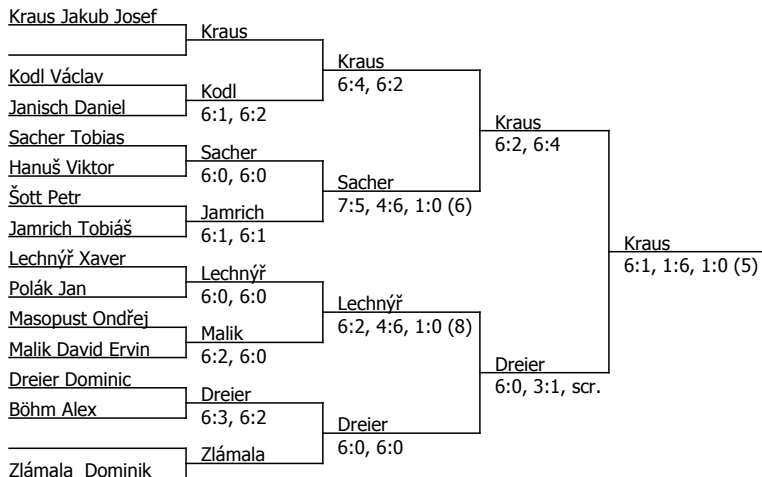 Kraus Jakub Josef
Kodl Václav
Janisch Daniel
Sacher Tobias
Hanuš Viktor
Šott Petr
Jamrich Tobiáš
Lechnýř Xaver
Polák Jan
Masopust Ondřej
Malik David Ervin
Dreier Dominic
Böhm Alex
Zlámala Dominik
Kraus
Kodl
6:1, 6:2
Sacher
6:0, 6:0
Jamrich
6:1, 6:1
Lechnýř
6:0, 6:0
Malik
6:2, 6:0
Dreier
6:3, 6:2
Zlámala
Kraus
6:4, 6:2
Sacher
7:5, 4:6, 1:0 (6)
Lechnýř
6:2, 4:6, 1:0 (8)
Dreier
6:0, 6:0
Kraus
6:2, 6:4
Dreier
6:0, 3:1, scr.
Kraus
6:1, 1:6, 1:0 (5)